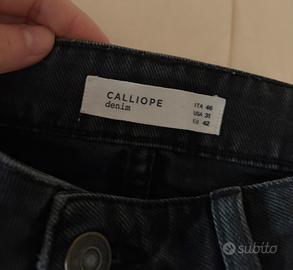 CALLIOPE
denim
ITA 46
USA 31
EU 42
subito